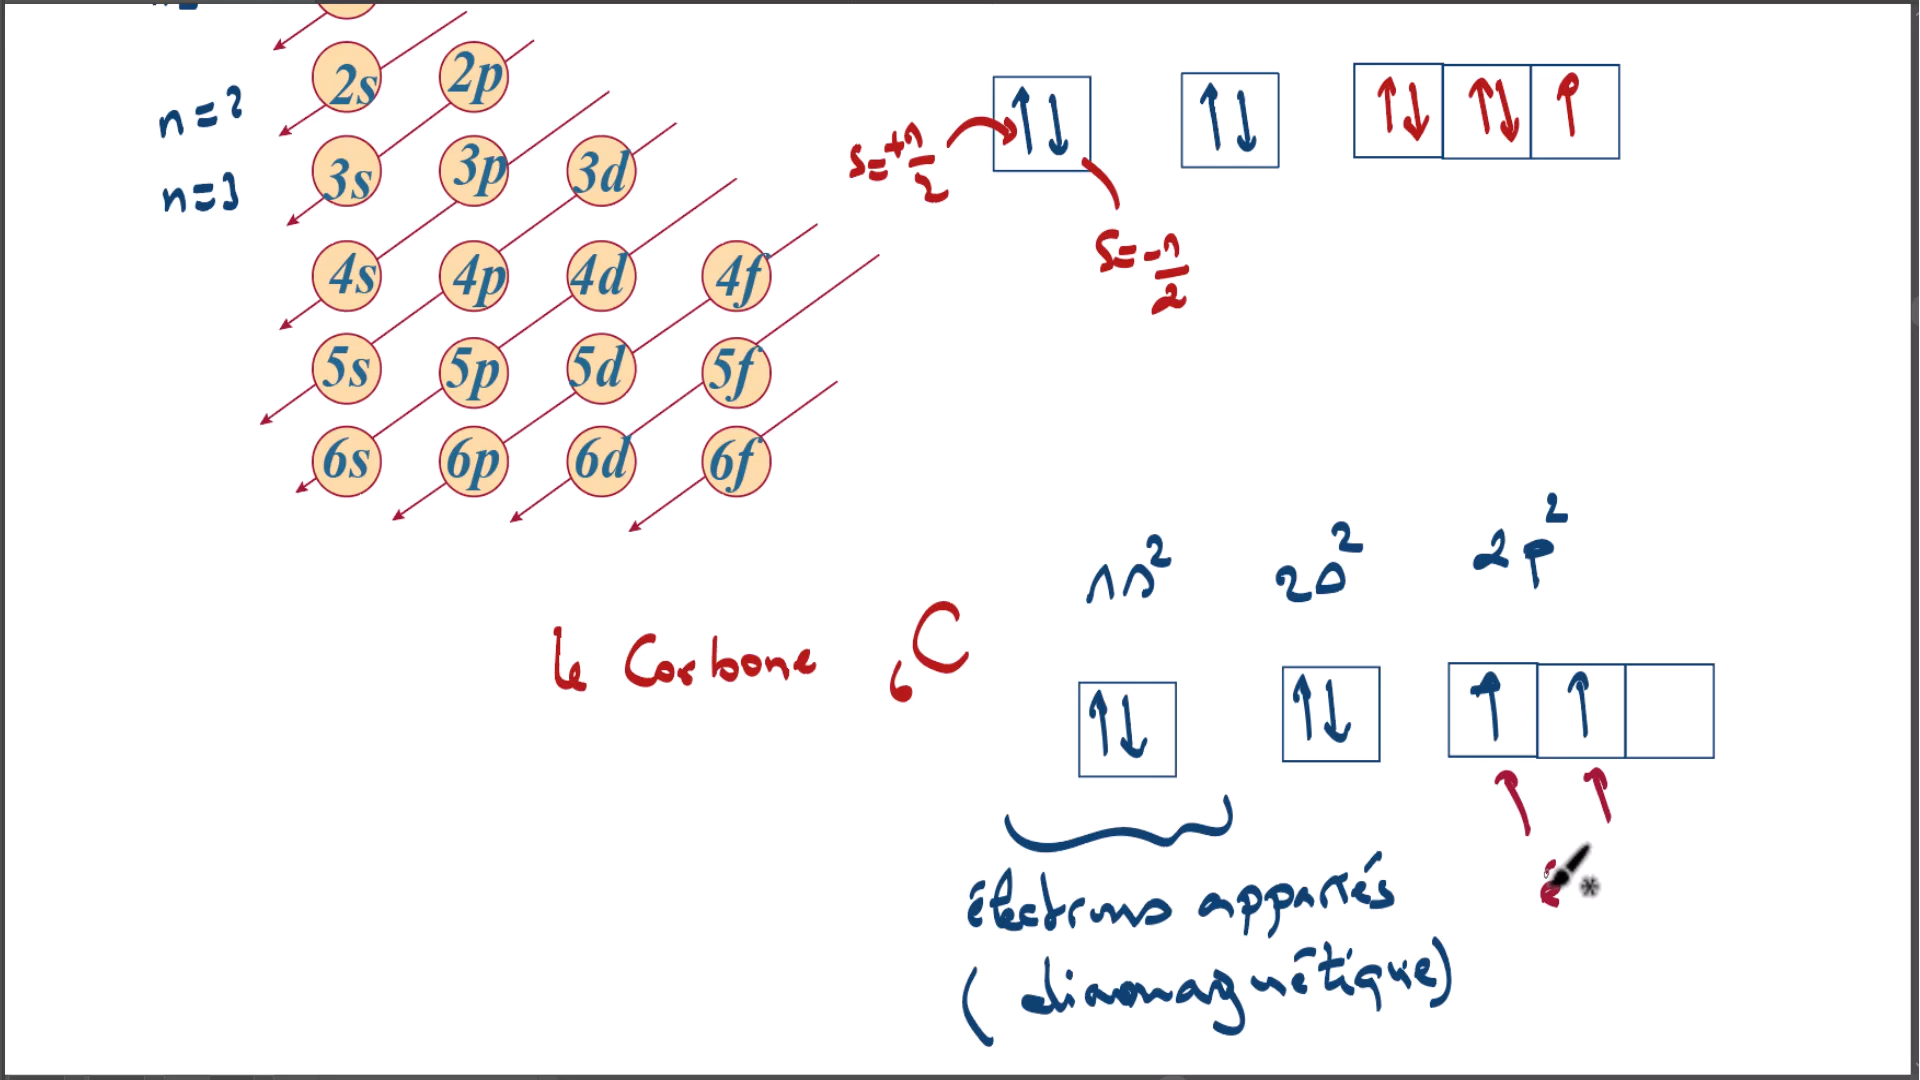 2s 2p
n=2
3s 3p 3d
n=3
4s 4p 4d 4f
5s 5p 5d 5f
6s 6p 6d 6f
s=+1/2
s=-1/2
1s² 2s² 2p²
le Carbone ₆C
électrons appariés
(diamagnétique)
é